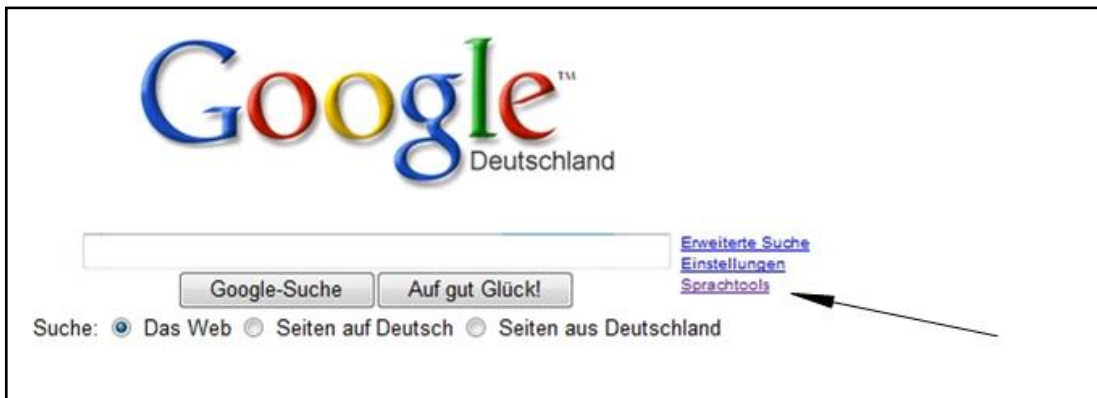 Google™
Deutschland
Erweiterte Suche
Einstellungen
Sprachtools
Google-Suche Auf gut Glück!
Suche: Das Web Seiten auf Deutsch Seiten aus Deutschland